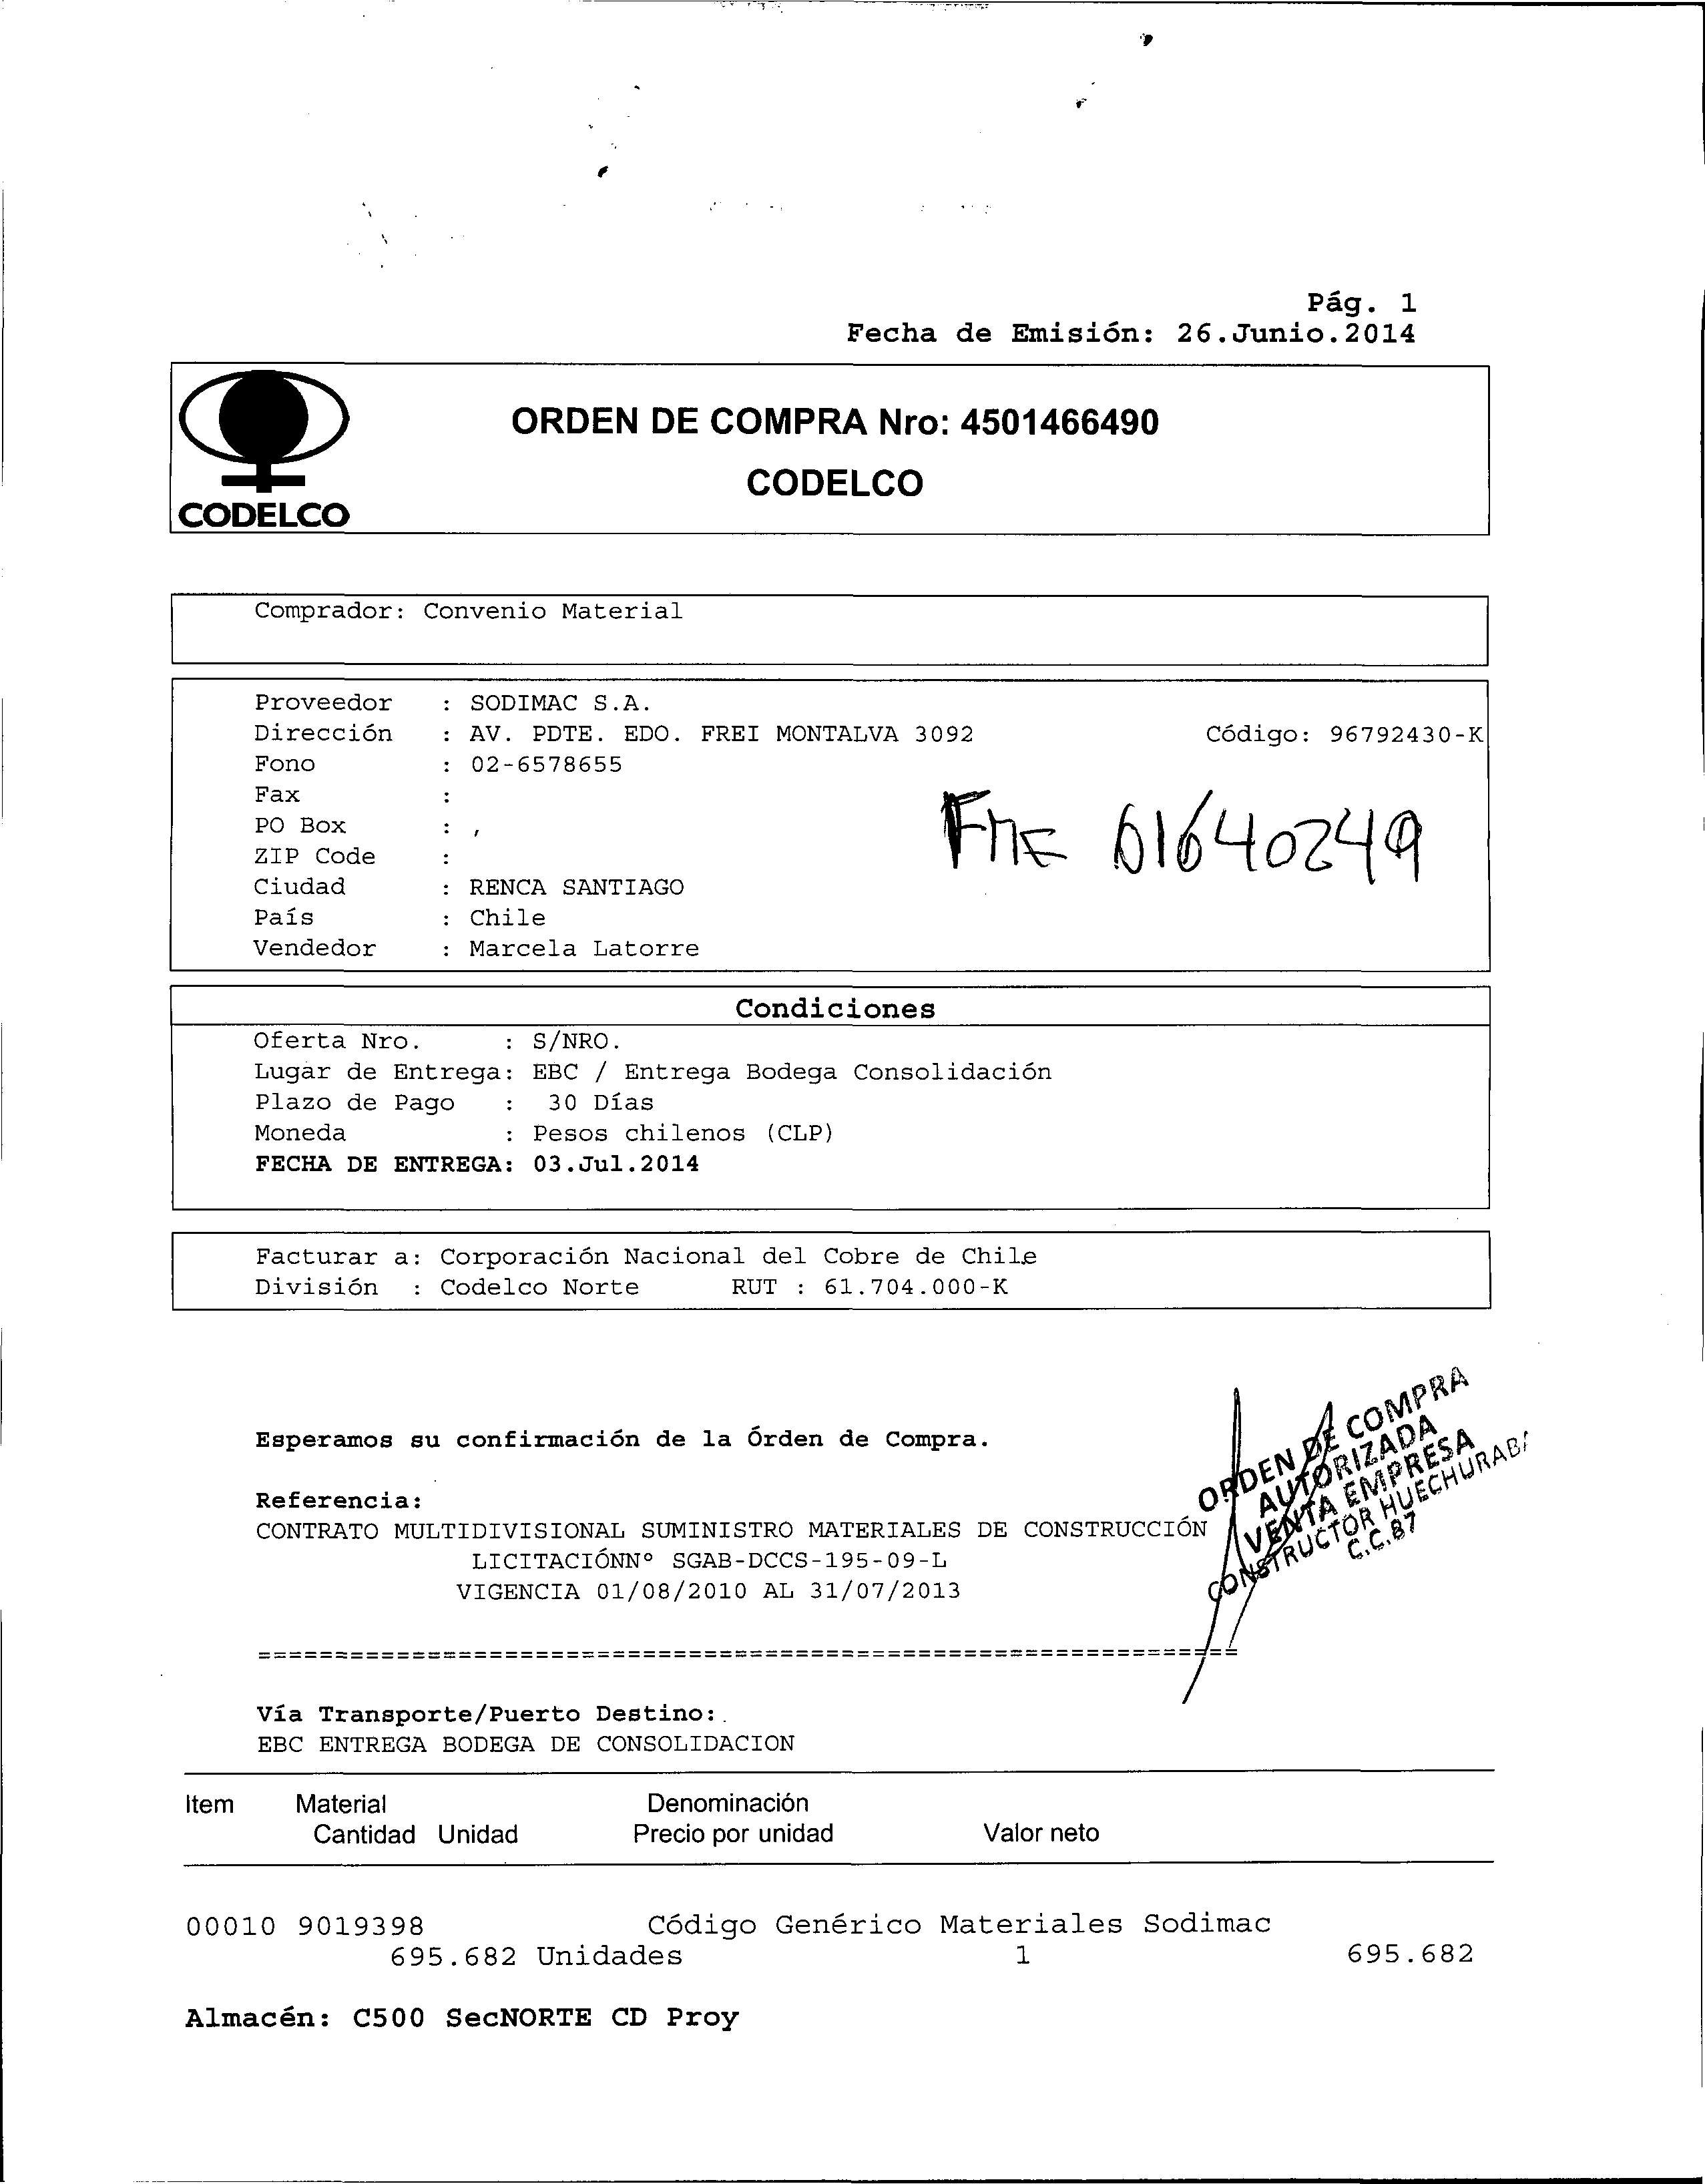 Pág. 1
Fecha de Emisión: 26.Junio.2014
ORDEN DE COMPRA Nro: 4501466490
CODELCO
CODELCO
Comprador: Convenio Material
Proveedor : SODIMAC S.A.
Dirección : AV. PDTE. EDO. FREI MONTALVA 3092 Código: 96792430-K
Fono : 02-6578655
Fax :
PO Box : ,
ZIP Code :
Ciudad : RENCA SANTIAGO
País : Chile
Vendedor : Marcela Latorre
01640249
Condiciones
Oferta Nro. : S/NRO.
Lugar de Entrega: EBC / Entrega Bodega Consolidación
Plazo de Pago : 30 Días
Moneda : Pesos chilenos (CLP)
FECHA DE ENTREGA: 03.Jul.2014
Facturar a: Corporación Nacional del Cobre de Chile
División : Codelco Norte RUT : 61.704.000-K
Esperamos su confirmación de la Órden de Compra.
Referencia:
CONTRATO MULTIDIVISIONAL SUMINISTRO MATERIALES DE CONSTRUCCIÓN
LICITACIÓNNº SGAB-DCCS-195-09-L
VIGENCIA 01/08/2010 AL 31/07/2013
ORDEN DE COMPRA
AUTORIZADA
VENTA EMPRESA
CONSTRUCTOR HUECHURABA
C.C.87
================================================================
Vía Transporte/Puerto Destino:
EBC ENTREGA BODEGA DE CONSOLIDACION
Item Material Denominación
Cantidad Unidad Precio por unidad Valor neto
00010 9019398 Código Genérico Materiales Sodimac
695.682 Unidades 1 695.682
Almacén: C500 SecNORTE CD Proy